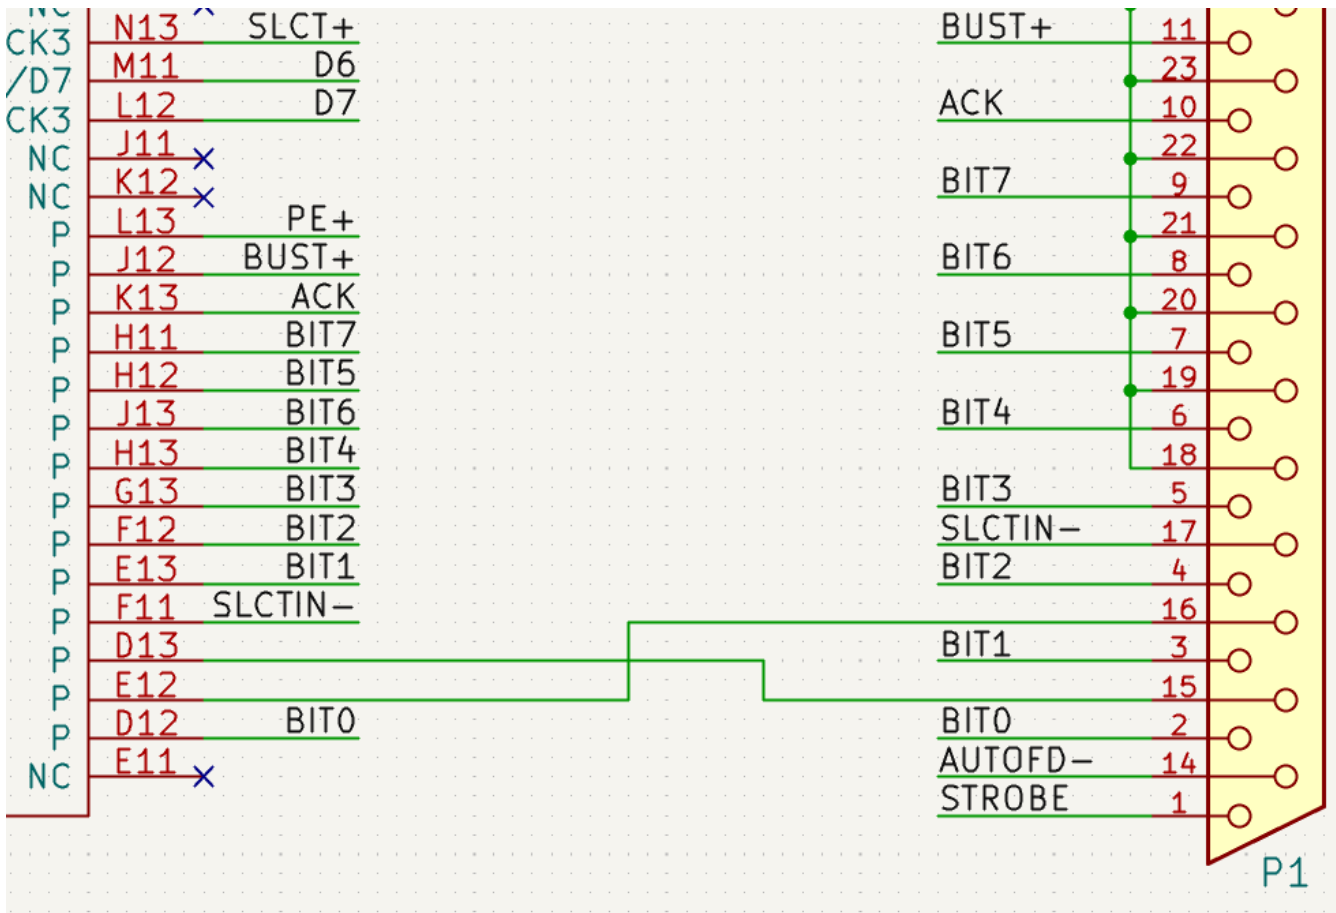 NC
CK3 N13 SLCT+ BUST+ 11
/D7 M11 D6 23
CK3 L12 D7 ACK 10
NC J11 22
NC K12 BIT7 9
P L13 PE+ 21
P J12 BUST+ BIT6 8
P K13 ACK 20
P H11 BIT7 BIT5 7
P H12 BIT5 19
P J13 BIT6 BIT4 6
P H13 BIT4 18
P G13 BIT3 BIT3 5
P F12 BIT2 SLCTIN- 17
P E13 BIT1 BIT2 4
P F11 SLCTIN- 16
P D13 BIT1 3
P E12 15
P D12 BIT0 BIT0 2
NC E11 AUTOFD- 14
STROBE 1
P1